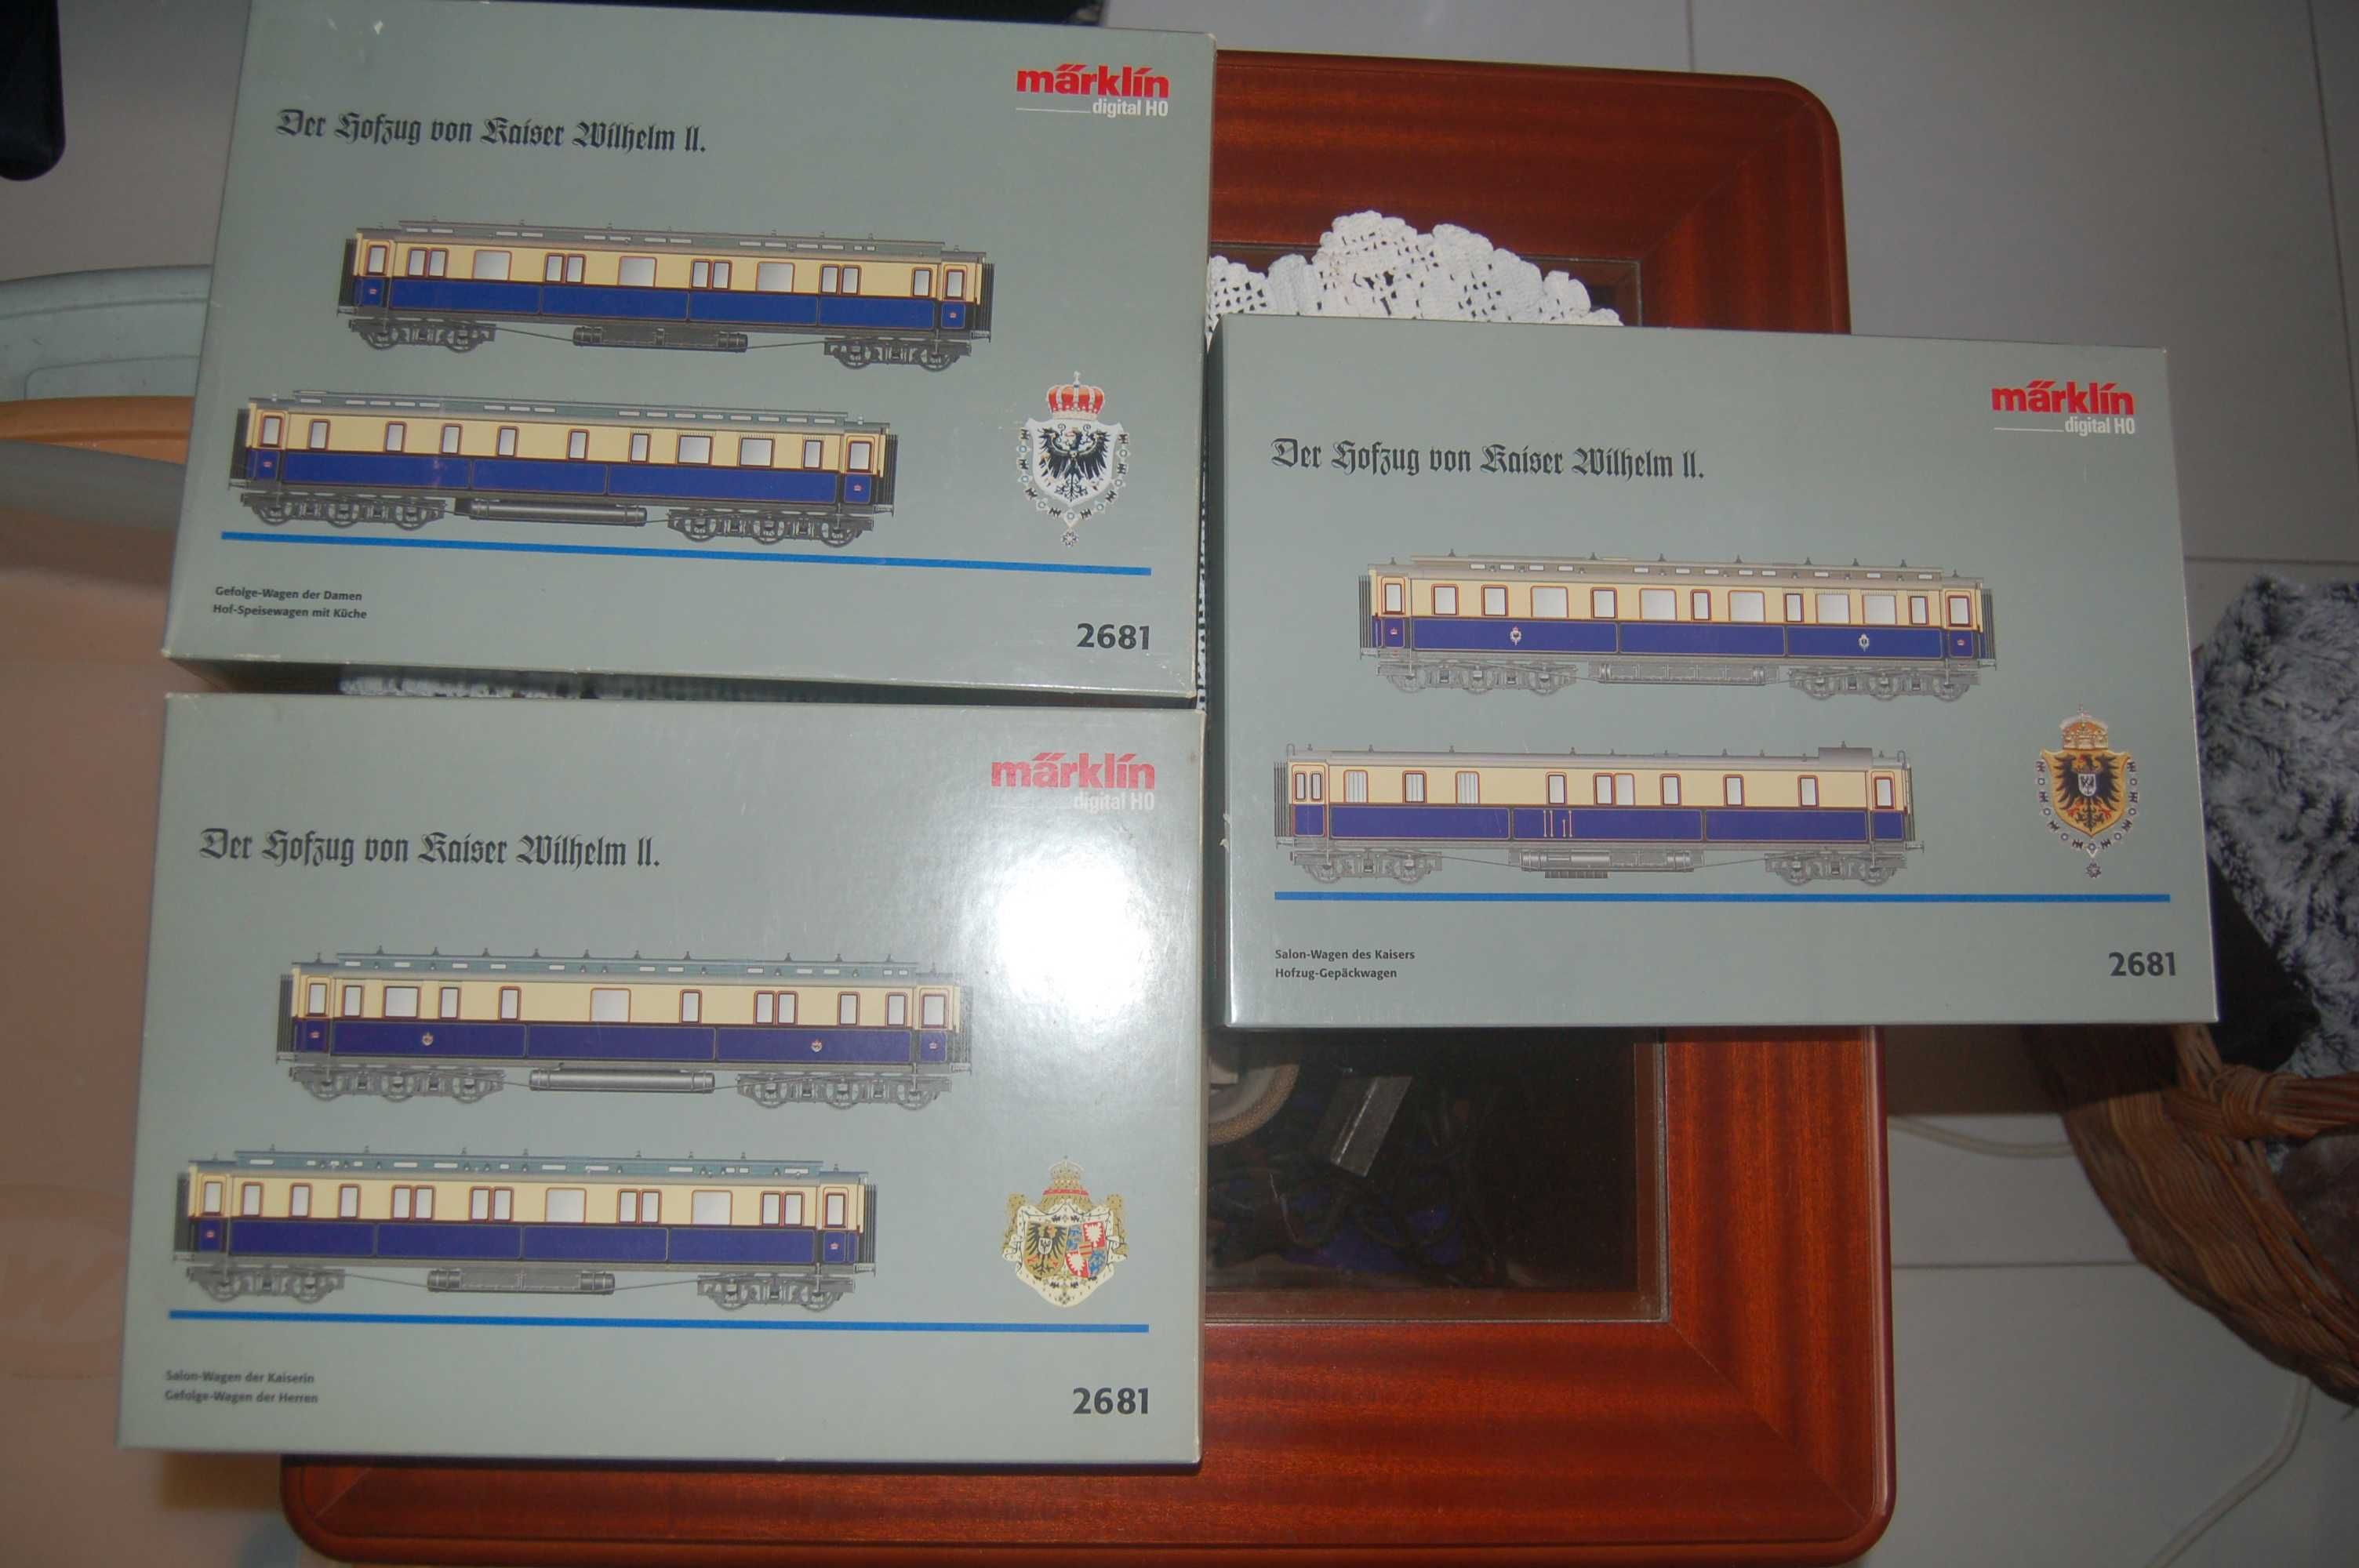 märklin
digital H0
Der Hofzug von Kaiser Wilhelm II.
Gefolge-Wagen der Damen
Hof-Speisewagen mit Küche
2681
märklin
digital H0
Der Hofzug von Kaiser Wilhelm II.
Salon-Wagen des Kaisers
Hofzug-Gepäckwagen
2681
märklin
digital H0
Der Hofzug von Kaiser Wilhelm II.
Salon-Wagen der Kaiserin
Gefolge-Wagen der Herren
2681